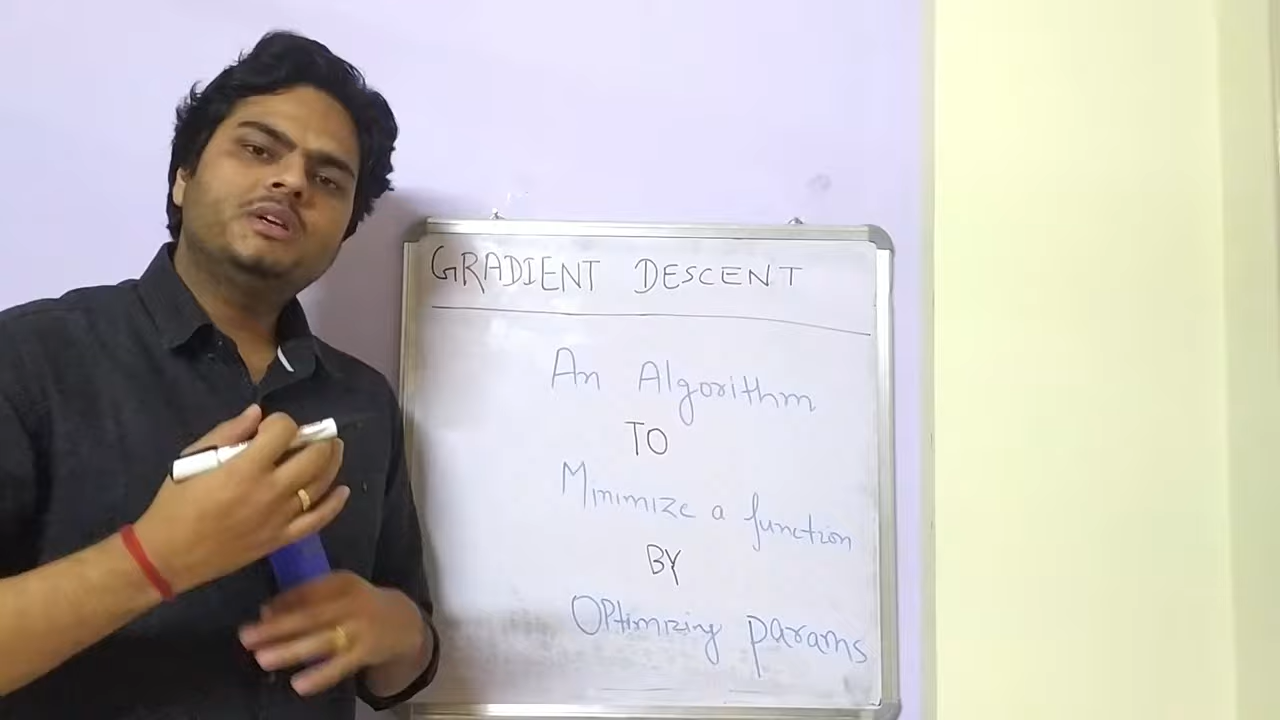 GRADIENT DESCENT
An Algorithm
TO
Minimize a function
BY
Optimizing params